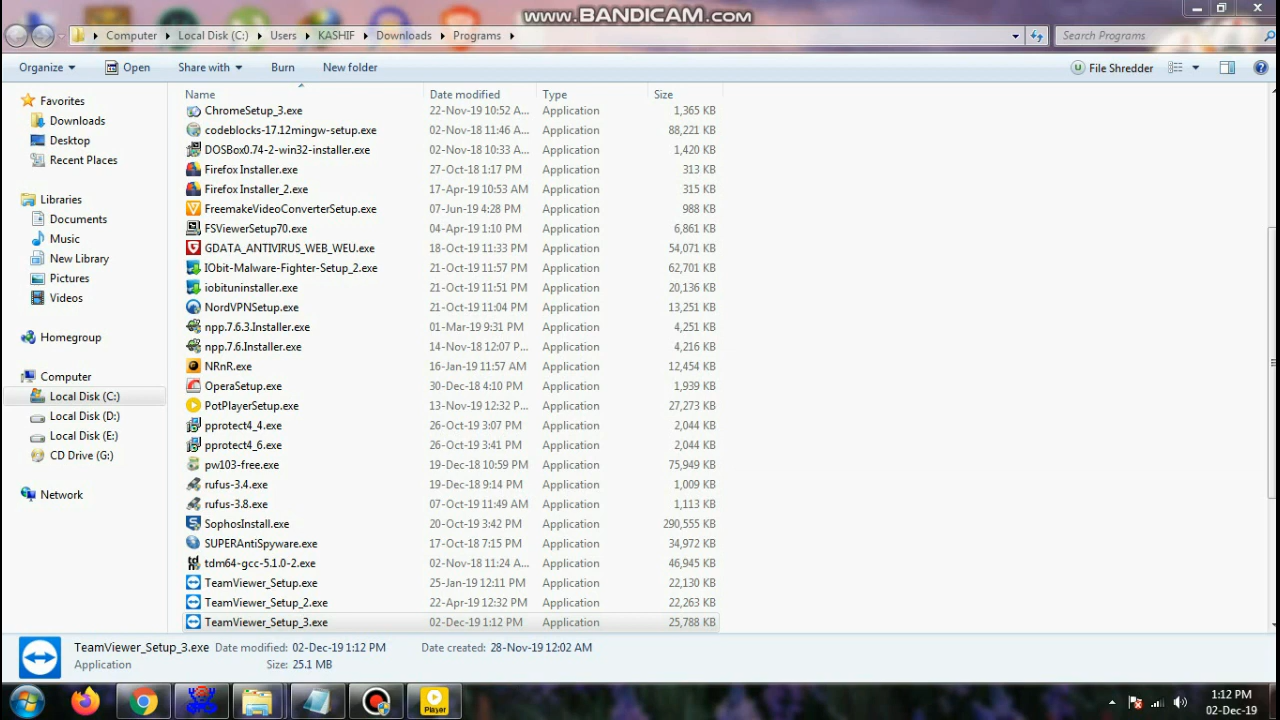 www.BANDICAM.com
Computer Local Disk (C:) Users KASHIF Downloads Programs Search Programs
Organize Open Share with Burn New folder File Shredder
Name Date modified Type Size
Favorites
Downloads
Desktop
Recent Places
Libraries
Documents
Music
New Library
Pictures
Videos
Homegroup
Computer
Local Disk (C:)
Local Disk (D:)
Local Disk (E:)
CD Drive (G:)
Network
ChromeSetup_3.exe 22-Nov-19 10:52 A... Application 1,365 KB
codeblocks-17.12mingw-setup.exe 02-Nov-18 11:46 A... Application 88,221 KB
DOSBox0.74-2-win32-installer.exe 02-Nov-18 10:33 A... Application 1,420 KB
Firefox Installer.exe 27-Oct-18 1:17 PM Application 313 KB
Firefox Installer_2.exe 17-Apr-19 10:53 AM Application 315 KB
FreemakeVideoConverterSetup.exe 07-Jun-19 4:28 PM Application 988 KB
FSViewerSetup70.exe 04-Apr-19 1:10 PM Application 6,861 KB
GDATA_ANTIVIRUS_WEB_WEU.exe 18-Oct-19 11:33 PM Application 54,071 KB
IObit-Malware-Fighter-Setup_2.exe 21-Oct-19 11:57 PM Application 62,701 KB
iobituninstaller.exe 21-Oct-19 11:51 PM Application 20,136 KB
NordVPNSetup.exe 21-Oct-19 11:04 PM Application 13,251 KB
npp.7.6.3.Installer.exe 01-Mar-19 9:31 PM Application 4,251 KB
npp.7.6.Installer.exe 14-Nov-18 12:07 P... Application 4,216 KB
NRnR.exe 16-Jan-19 11:57 AM Application 12,454 KB
OperaSetup.exe 30-Dec-18 4:10 PM Application 1,939 KB
PotPlayerSetup.exe 13-Nov-19 12:32 P... Application 27,273 KB
pprotect4_4.exe 26-Oct-19 3:07 PM Application 2,044 KB
pprotect4_6.exe 26-Oct-19 3:41 PM Application 2,044 KB
pw103-free.exe 19-Dec-18 10:59 PM Application 75,949 KB
rufus-3.4.exe 19-Dec-18 9:14 PM Application 1,009 KB
rufus-3.8.exe 07-Oct-19 11:49 AM Application 1,113 KB
SophosInstall.exe 20-Oct-19 3:42 PM Application 290,555 KB
SUPERAntiSpyware.exe 17-Oct-18 7:15 PM Application 34,972 KB
tdm64-gcc-5.1.0-2.exe 02-Nov-18 11:24 A... Application 46,945 KB
TeamViewer_Setup.exe 25-Jan-19 12:11 PM Application 22,130 KB
TeamViewer_Setup_2.exe 22-Apr-19 12:32 PM Application 22,263 KB
TeamViewer_Setup_3.exe 02-Dec-19 1:12 PM Application 25,788 KB
TeamViewer_Setup_3.exe Date modified: 02-Dec-19 1:12 PM Date created: 28-Nov-19 12:02 AM
Application Size: 25.1 MB
Player
1:12 PM
02-Dec-19